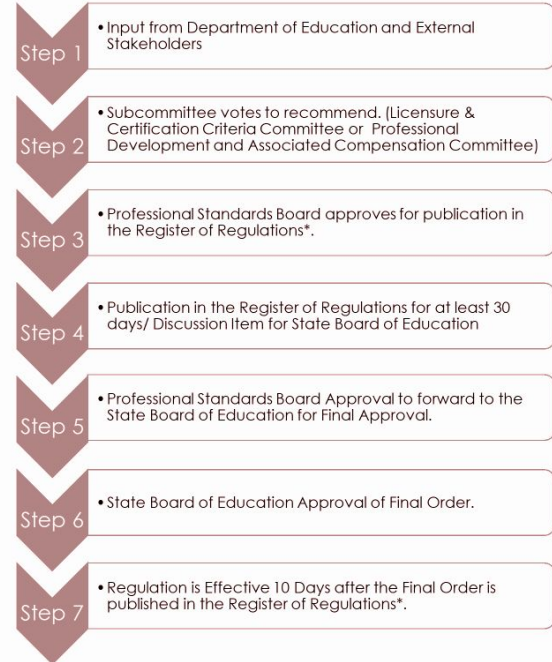 Step 1
•Input from Department of Education and External
Stakeholders
Step 2
•Subcommittee votes to recommend. (Licensure &
Certification Criteria Committee or  Professional
Development and Associated Compensation Committee)
Step 3
•Professional Standards Board approves for publication in
the Register of Regulations*.
Step 4
•Publication in the Register of Regulations for at least 30
days/ Discussion Item for State Board of Education
Step 5
•Professional Standards Board Approval to forward to the
State Board of Education for Final Approval.
Step 6
•State Board of Education Approval of Final Order.
Step 7
•Regulation is Effective 10 Days after the Final Order is
published in the Register of Regulations*.